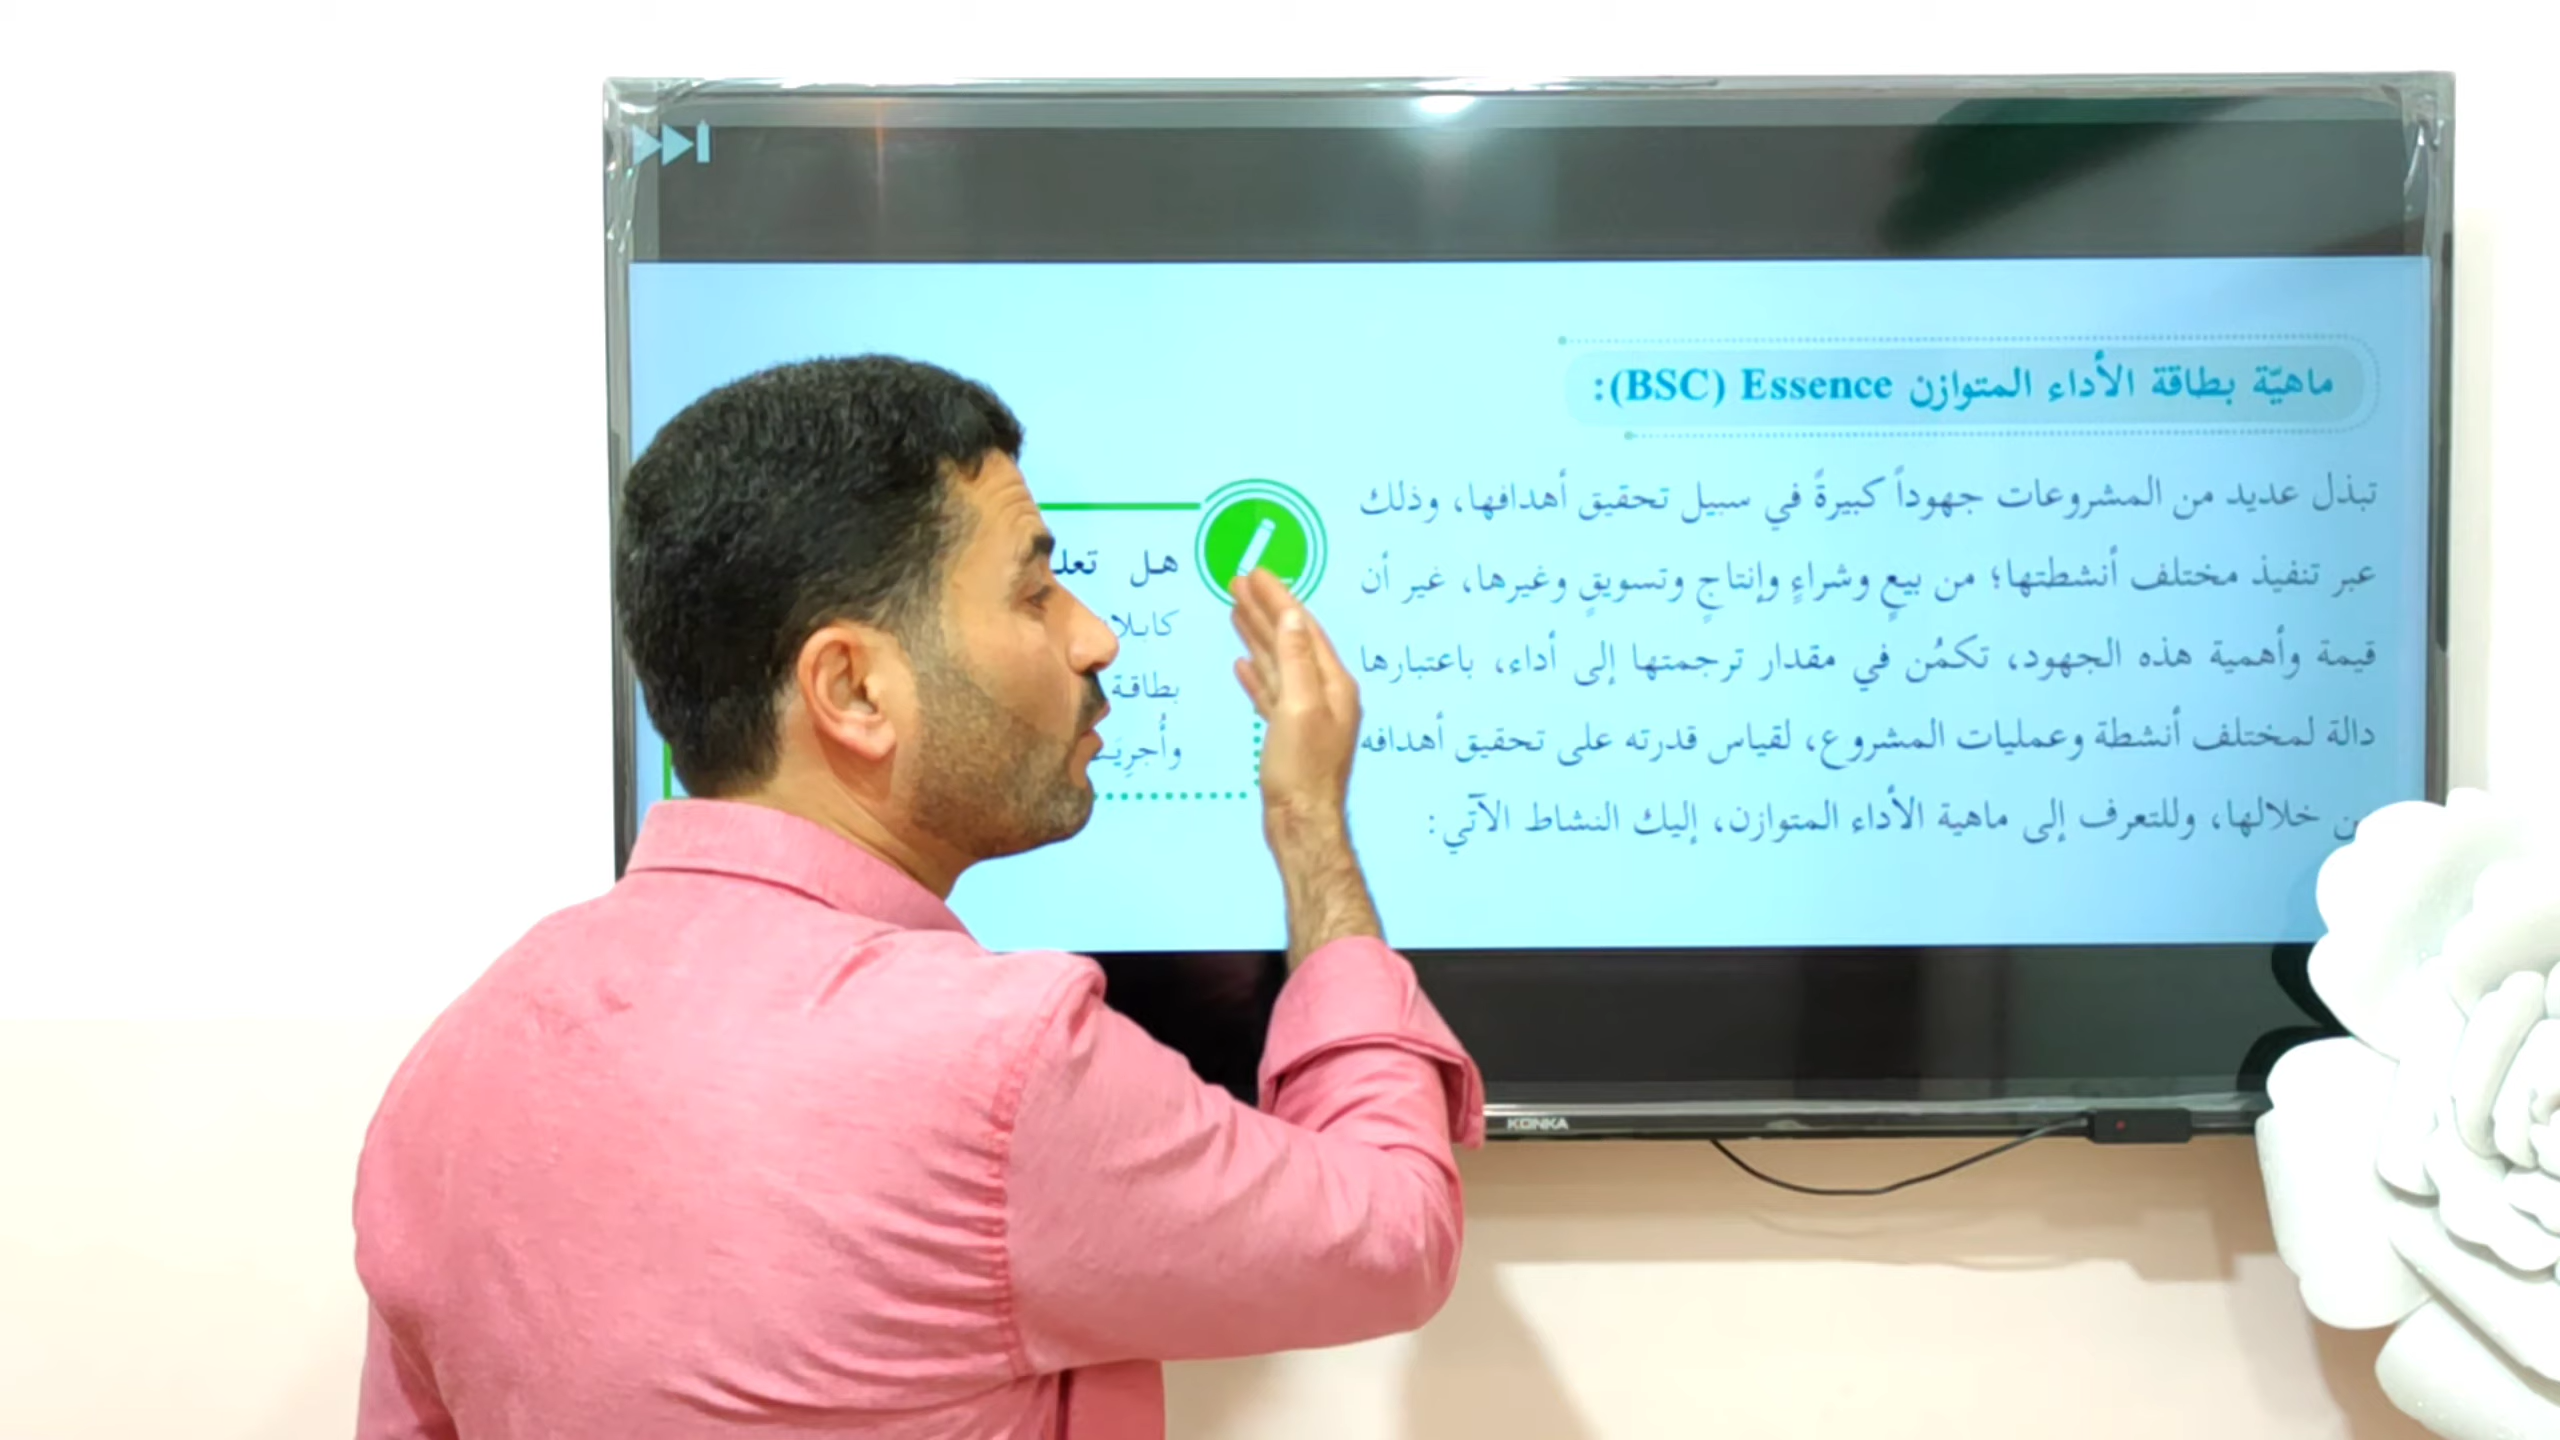 ماهيّة بطاقة الأداء المتوازن Essence (BSC):
تبذل عديد من المشروعات جهوداً كبيرةً في سبيل تحقيق أهدافها، وذلك
عبر تنفيذ مختلف أنشطتها؛ من بيعٍ وشراءٍ وإنتاجٍ وتسويقٍ وغيرها، غير أن
قيمة وأهمية هذه الجهود، تكمُن في مقدار ترجمتها إلى أداء، باعتبارها
دالة لمختلف أنشطة وعمليات المشروع، لقياس قدرته على تحقيق أهدافه
خلالها، وللتعرف إلى ماهية الأداء المتوازن، إليك النشاط الآتي:
هل
بطاقة
KONKA